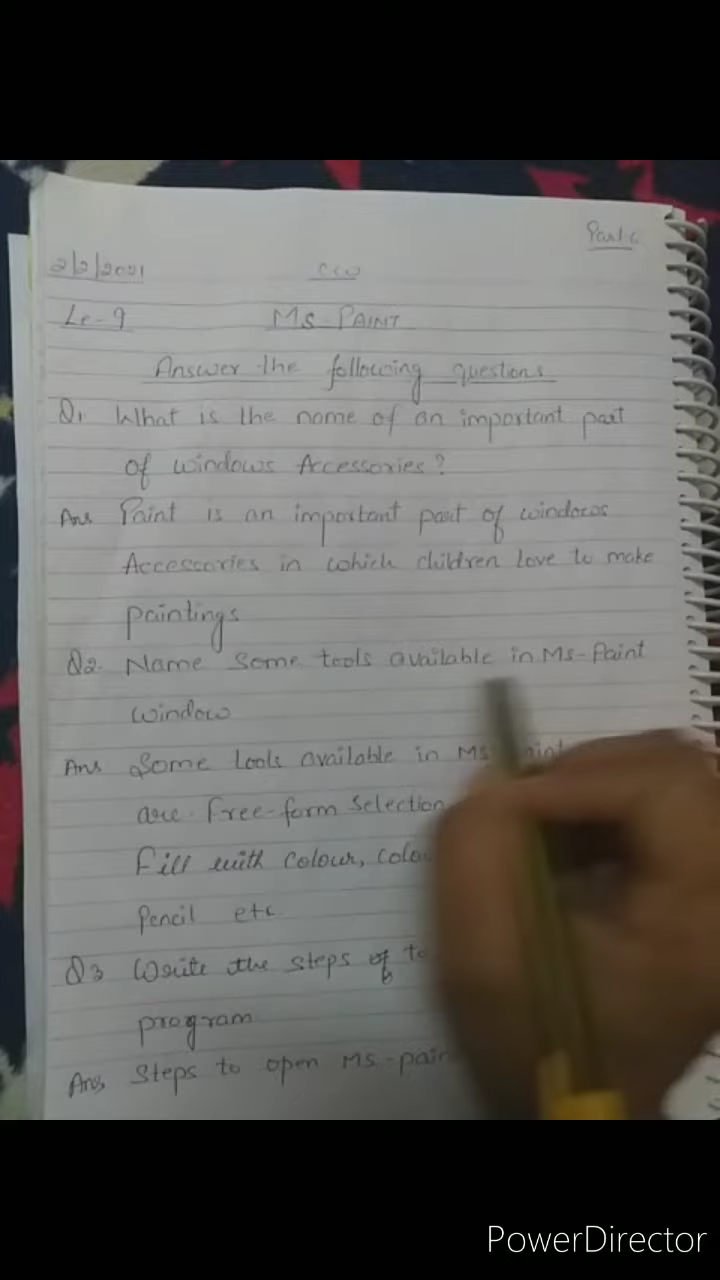 Part-6
2/2/2021 CW
Le-9 MS-PAINT
Answer the following questions
Q1 What is the name of an important part
of windows Accessories?
Ans Paint is an important part of windows
Accessories in which children love to make
paintings
Q2- Name some tools available in Ms-Paint
window
Ans Some tools available in MS
are Free-form Selection
Fill with colour,
Pencil etc
Q3 Write the steps of
program
Ans Steps to open Ms-pain
PowerDirector